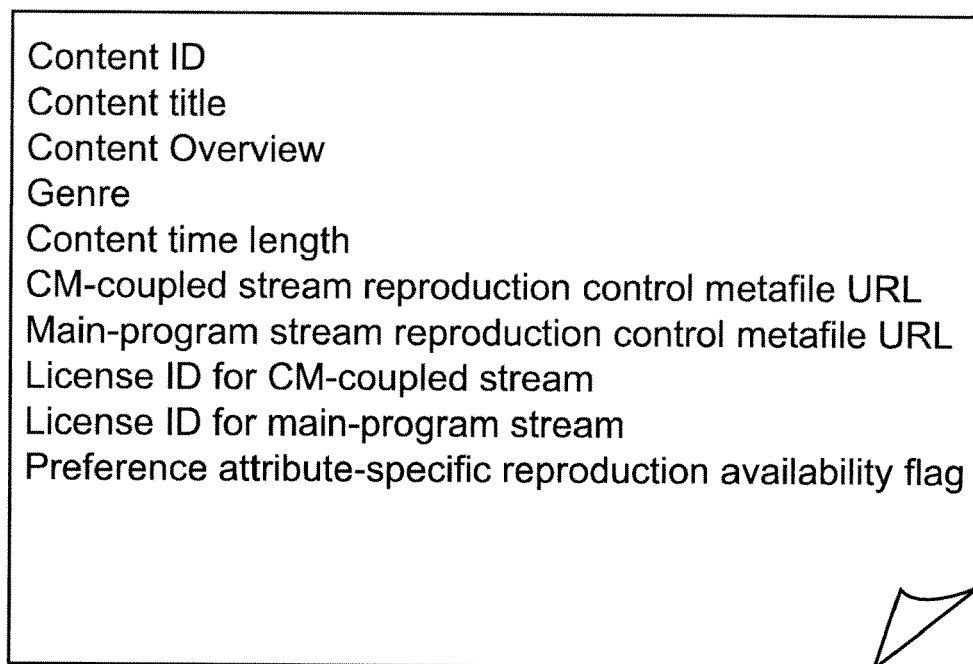 Content ID
Content title
Content Overview
Genre
Content time length
CM-coupled stream reproduction control metafile URL
Main-program stream reproduction control metafile URL
License ID for CM-coupled stream
License ID for main-program stream
Preference attribute-specific reproduction availability flag